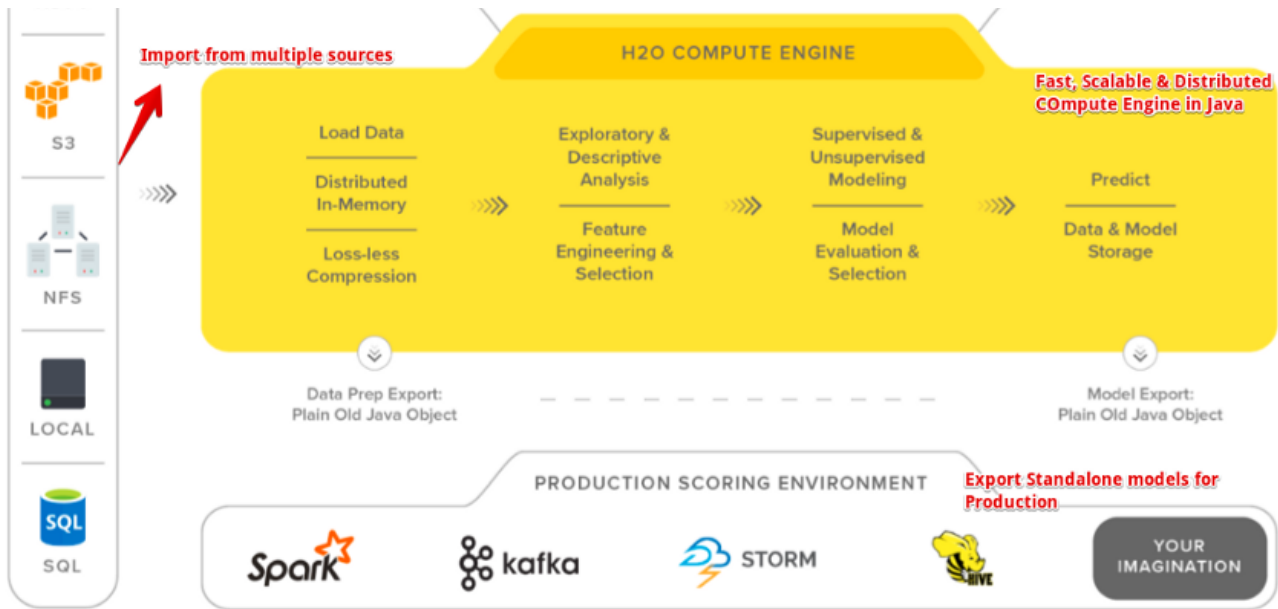 Import from multiple sources
H2O COMPUTE ENGINE
Fast, Scalable & Distributed
COmpute Engine in Java
S3
NFS
LOCAL
SQL
SQL
Load Data
Distributed
In-Memory
Loss-less
Compression
Exploratory &
Descriptive
Analysis
Feature
Engineering &
Selection
Supervised &
Unsupervised
Modeling
Model
Evaluation &
Selection
Predict
Data & Model
Storage
Data Prep Export:
Plain Old Java Object
Model Export:
Plain Old Java Object
PRODUCTION SCORING ENVIRONMENT
Export Standalone models for
Production
Spark
kafka
STORM
HIVE
YOUR
IMAGINATION